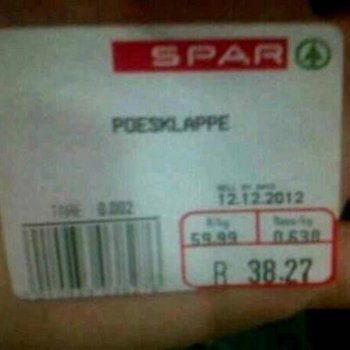 SPAR
POESKLAPPE
SELL BY DATE
12.12.2012
TARE 0.002
R/kg
59.99
Mass/kg
0.638
R 38.27